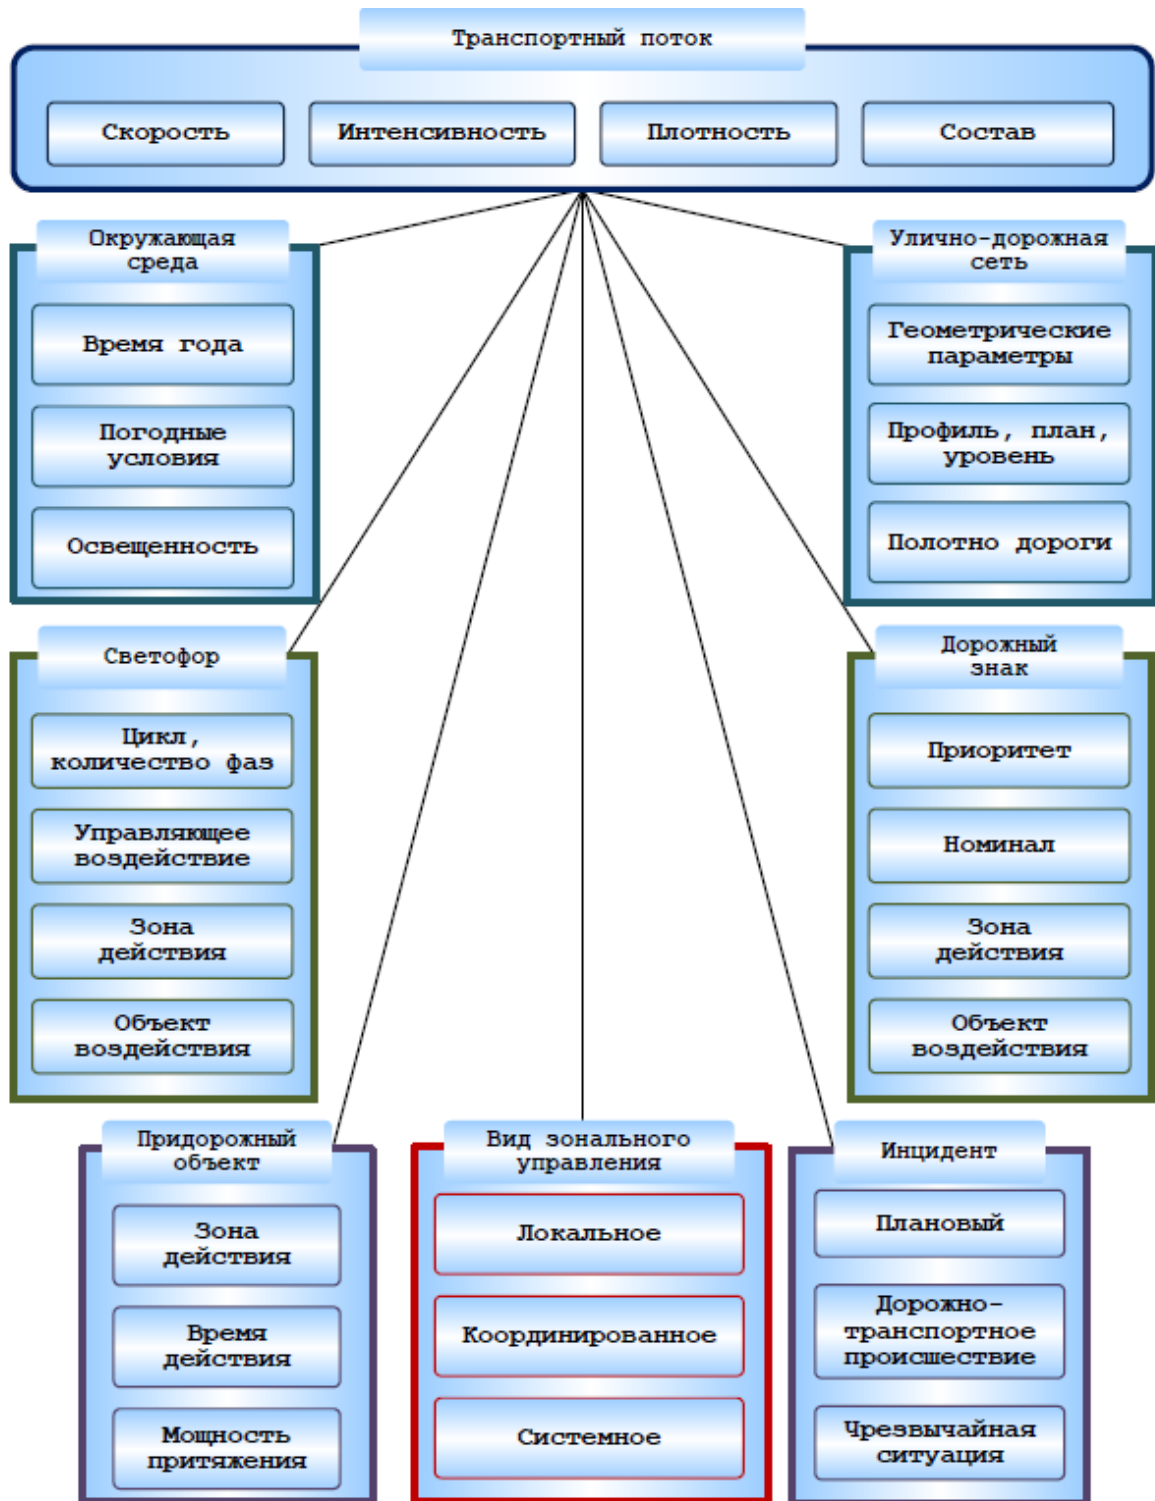 Транспортный поток
Скорость
Интенсивность
Плотность
Состав
Окружающая
среда
Время года
Погодные
условия
Освещенность
Улично-дорожная
сеть
Геометрические
параметры
Профиль, план,
уровень
Полотно дороги
Светофор
Цикл,
количество фаз
Управляющее
воздействие
Зона
действия
Объект
воздействия
Дорожный
знак
Приоритет
Номинал
Зона
действия
Объект
воздействия
Придорожный
объект
Зона
действия
Время
действия
Мощность
притяжения
Вид зонального
управления
Локальное
Координированное
Системное
Инцидент
Плановый
Дорожно-
транспортное
происшествие
Чрезвычайная
ситуация